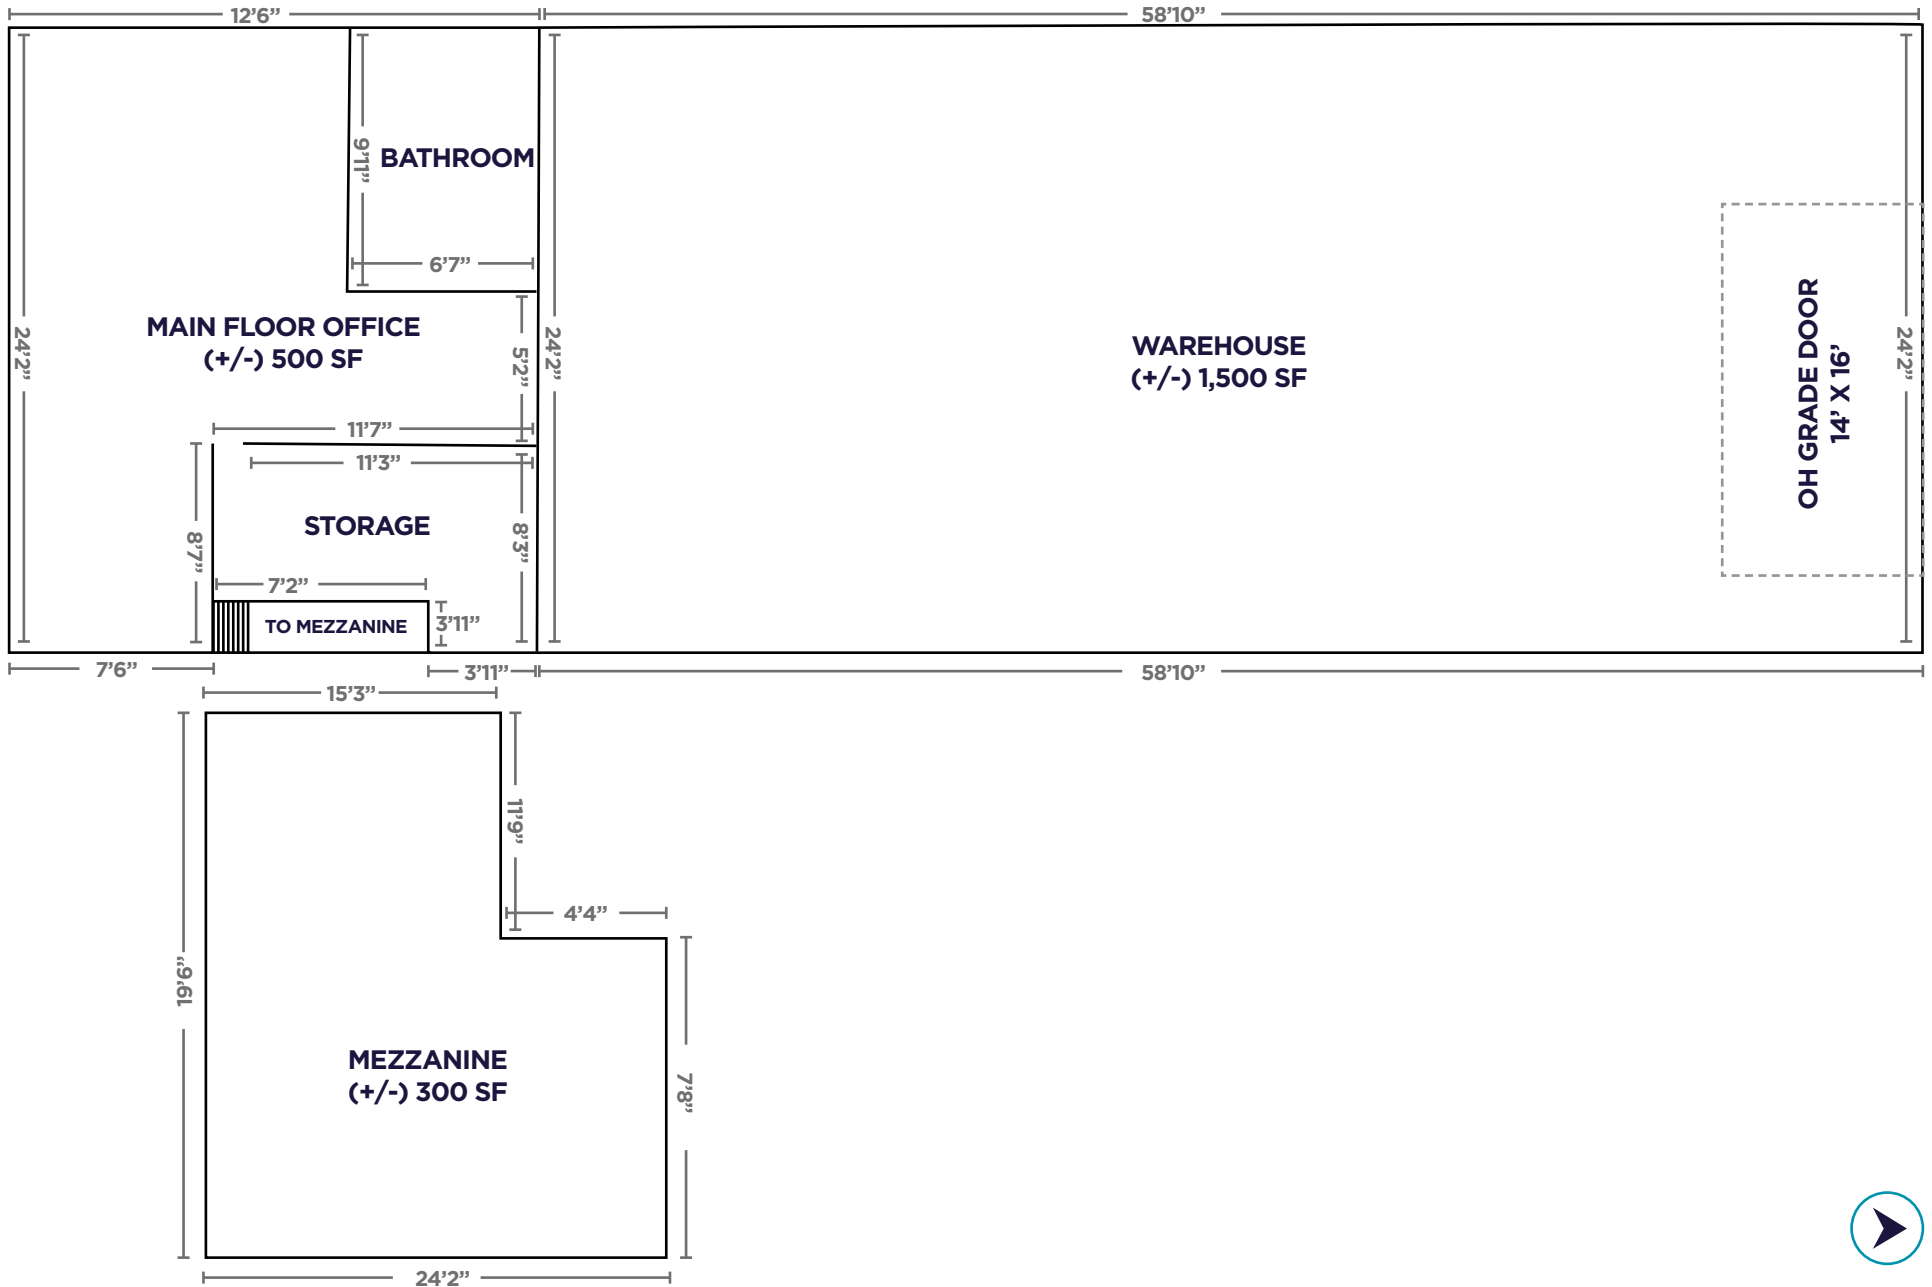 12’6”
58’10”
9’11”
BATHROOM
6’7”
MAIN FLOOR OFFICE
(+/-) 500 SF
24’2”
5’2”
24’2”
WAREHOUSE
(+/-) 1,500 SF
OH GRADE DOOR
14’ X 16’
24’2”
11’7”
11’3”
STORAGE
8’7”
8’3”
7’2”
TO MEZZANINE
3’11”
7’6”
3’11”
58’10”
15’3”
11’9”
4’4”
19’6”
MEZZANINE
(+/-) 300 SF
7’8”
24’2”